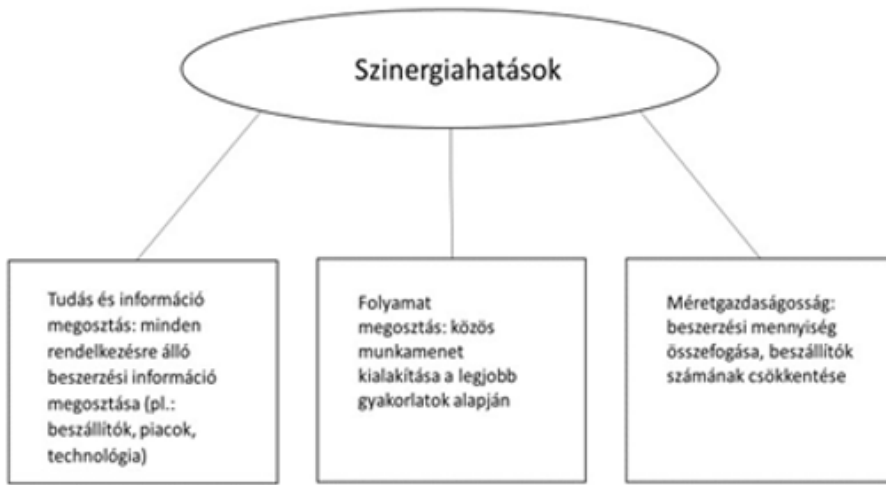 Szinergiahatások
Tudás és információ
megosztás: minden
rendelkezésre álló
beszerzési információ
megosztása (pl.:
beszállítók, piacok,
technológia)
Folyamat
megosztás: közös
munkamenet
kialakítása a legjobb
gyakorlatok alapján
Méretgazdaságosság:
beszerzési mennyiség
összefogása, beszállítók
számának csökkentése